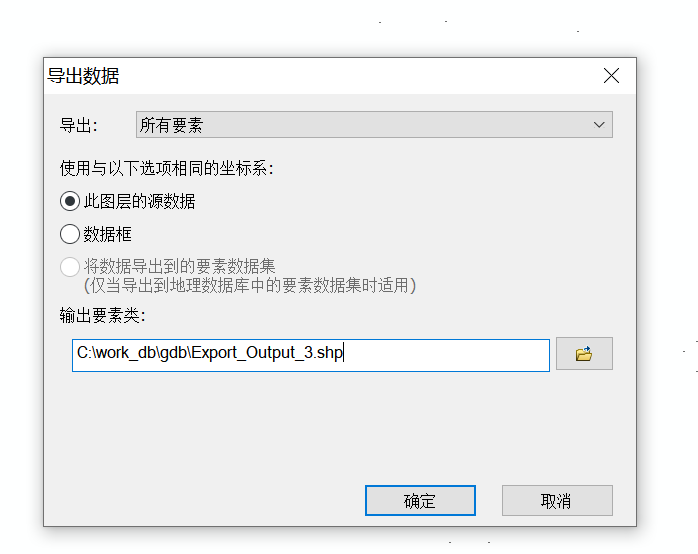 导出数据
导出：
所有要素
使用与以下选项相同的坐标系：
此图层的源数据
数据框
将数据导出到的要素数据集
(仅当导出到地理数据库中的要素数据集时适用)
输出要素类：
C:\work_db\gdb\Export_Output_3.shp
确定
取消